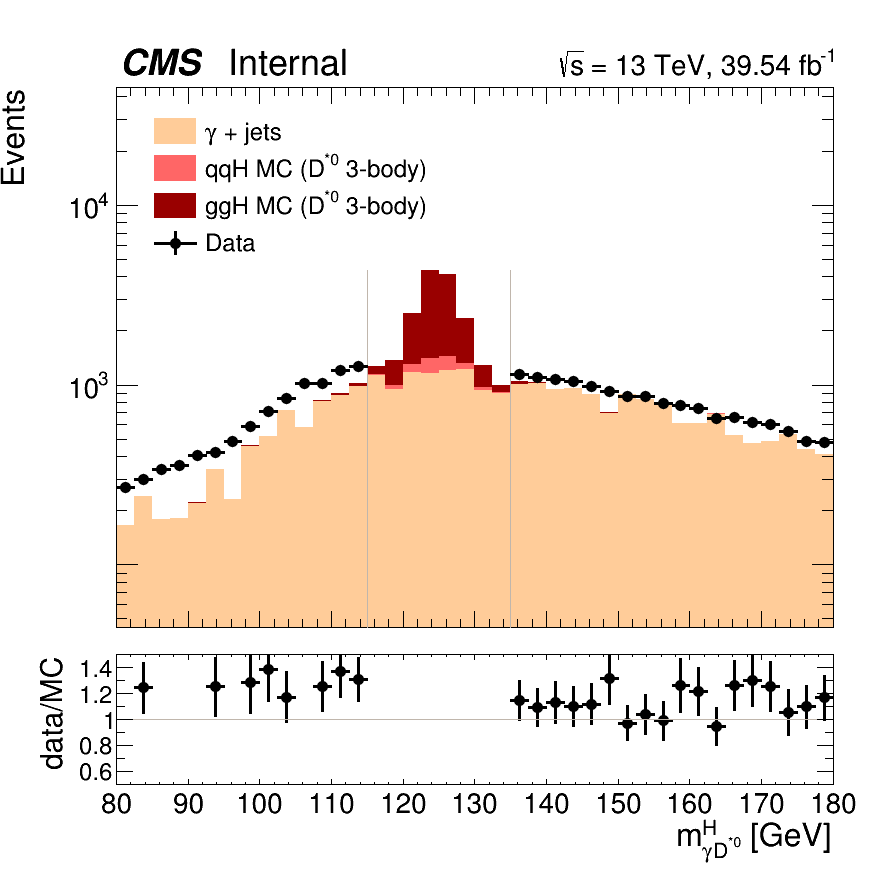 CMS Internal
√s = 13 TeV, 39.54 fb⁻¹
Events
γ + jets
qqH MC (D*⁰ 3-body)
ggH MC (D*⁰ 3-body)
Data
10⁴
10³
data/MC
1.4
1.2
1
0.8
0.6
80 90 100 110 120 130 140 150 160 170 180
m^H_γD*⁰ [GeV]